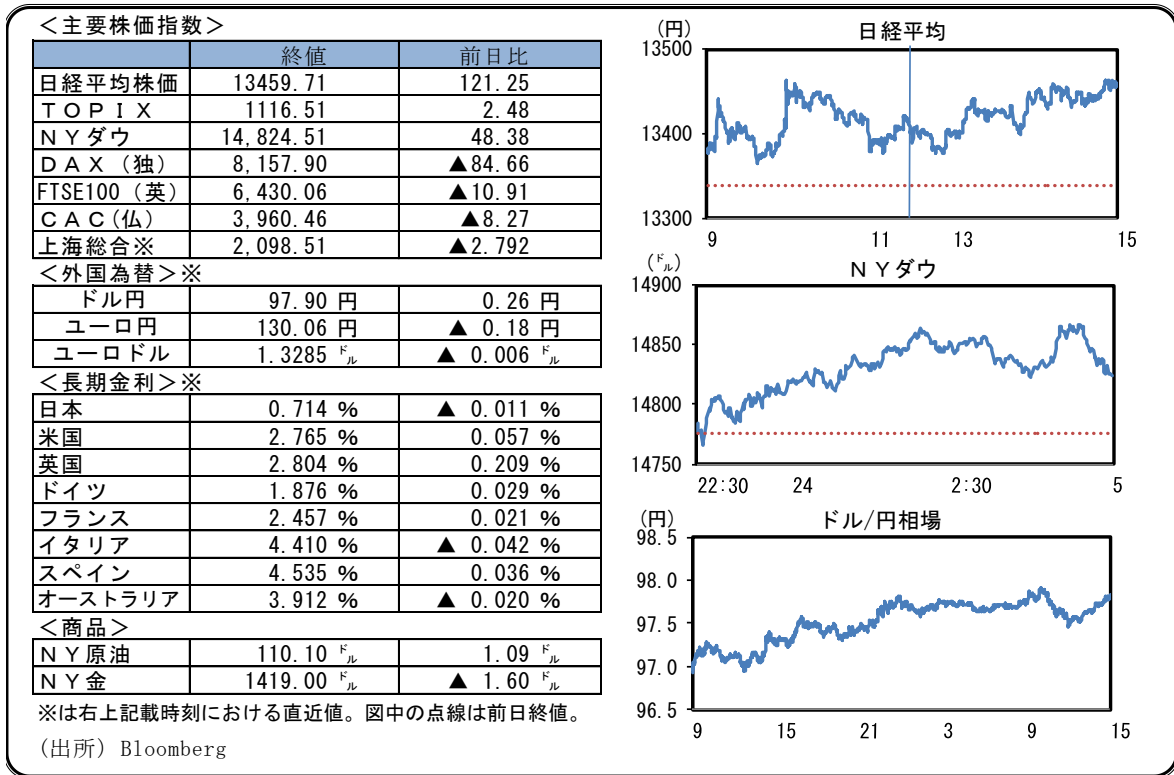 ＜主要株価指数＞
終値 前日比
日経平均株価 13459.71 121.25
ＴＯＰＩＸ 1116.51 2.48
ＮＹダウ 14,824.51 48.38
ＤＡＸ（独） 8,157.90 ▲84.66
FTSE100（英） 6,430.06 ▲10.91
ＣＡＣ(仏) 3,960.46 ▲8.27
上海総合※ 2,098.51 ▲2.792
＜外国為替＞※
ドル円 97.90 円 0.26 円
ユーロ円 130.06 円 ▲ 0.18 円
ユーロドル 1.3285 ㌦ ▲ 0.006 ㌦
＜長期金利＞※
日本 0.714 % ▲ 0.011 %
米国 2.765 % 0.057 %
英国 2.804 % 0.209 %
ドイツ 1.876 % 0.029 %
フランス 2.457 % 0.021 %
イタリア 4.410 % ▲ 0.042 %
スペイン 4.535 % 0.036 %
オーストラリア 3.912 % ▲ 0.020 %
＜商品＞
ＮＹ原油 110.10 ㌦ 1.09 ㌦
ＮＹ金 1419.00 ㌦ ▲ 1.60 ㌦
※は右上記載時刻における直近値。図中の点線は前日終値。
(出所) Bloomberg
(円) 日経平均
13500
13400
13300
9 11 13 15
(㌦) ＮＹダウ
14900
14850
14800
14750
22:30 24 2:30 5
(円) ドル/円相場
98.5
98.0
97.5
97.0
96.5
9 15 21 3 9 15